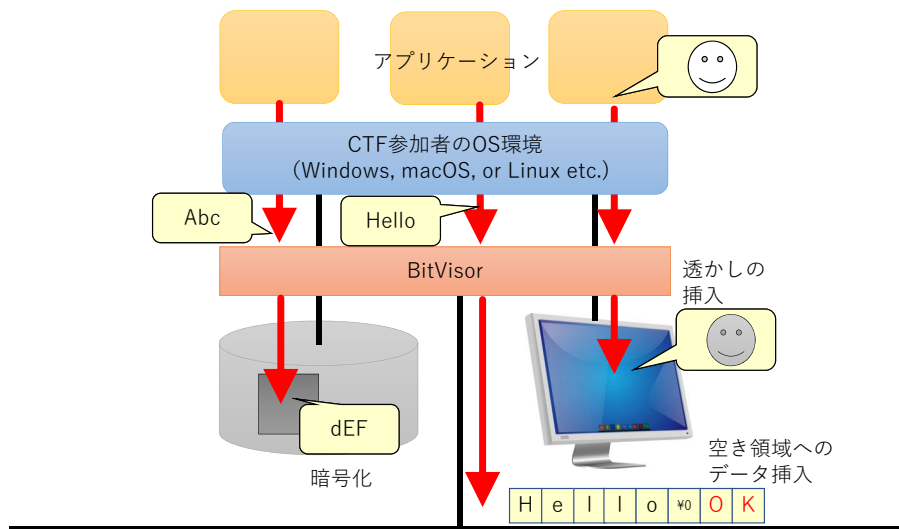 アプリケーション
CTF参加者のOS環境
(Windows, macOS, or Linux etc.)
Abc
Hello
BitVisor
透かしの
挿入
dEF
暗号化
空き領域への
データ挿入
H e l l o ¥0 O K